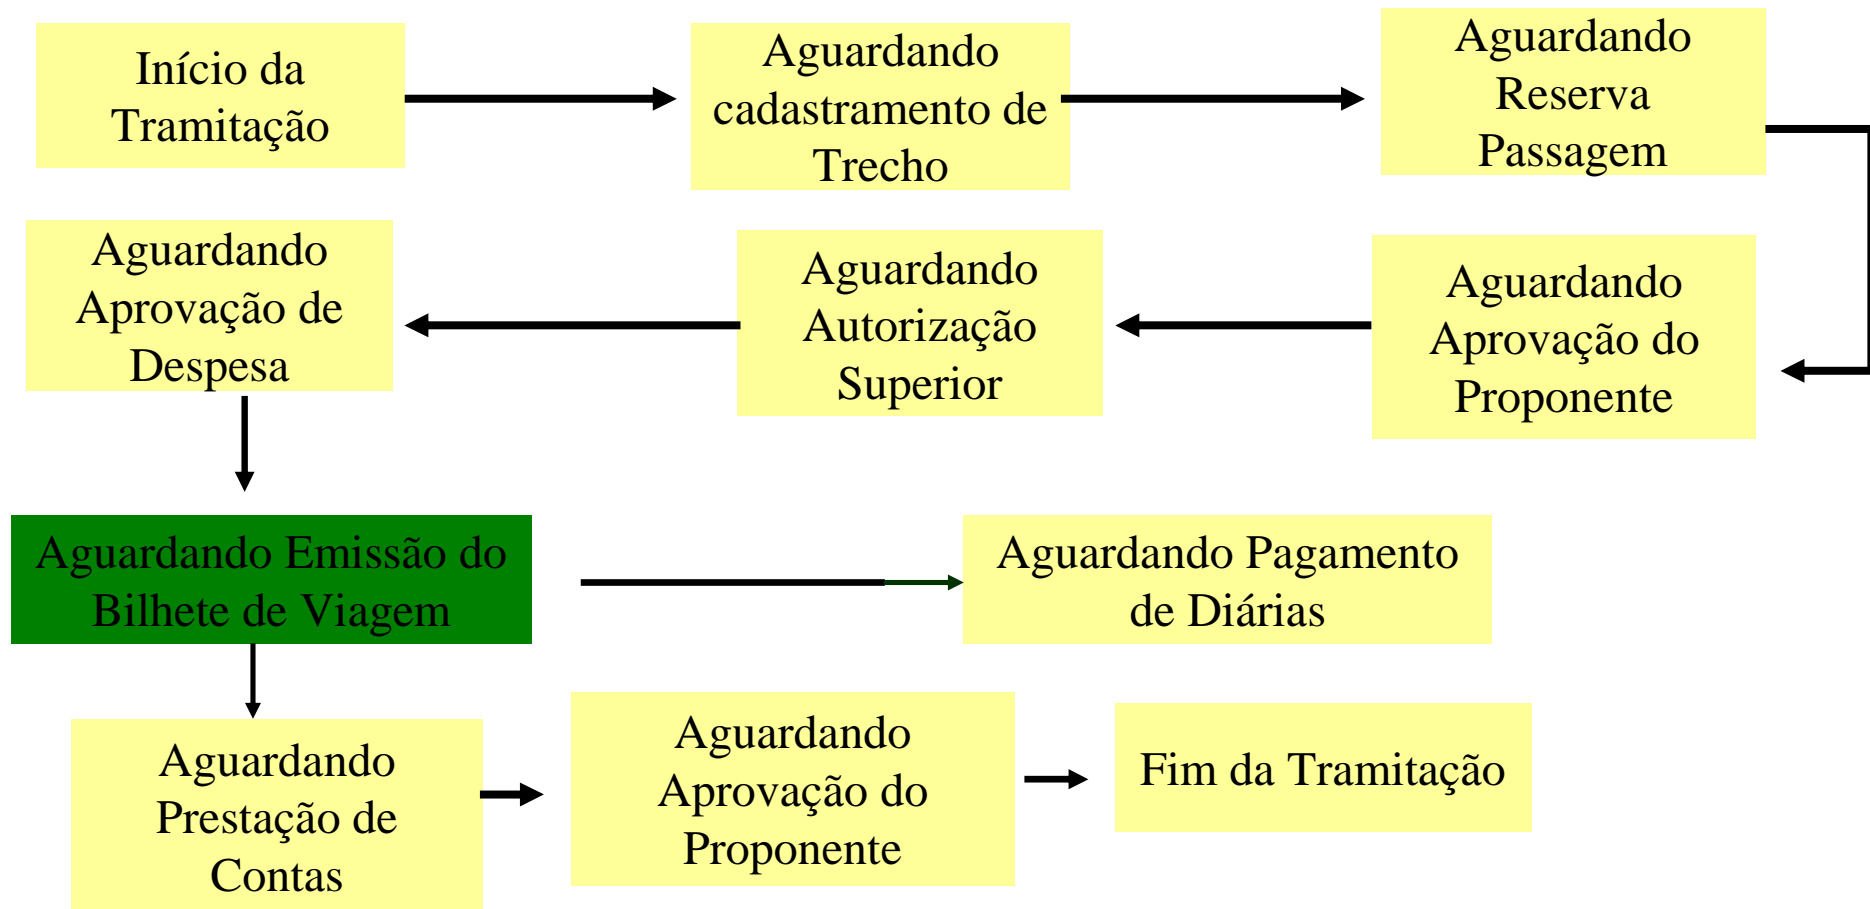 Início da
Tramitação
Aguardando
cadastramento de
Trecho
Aguardando
Reserva
Passagem
Aguardando
Aprovação do
Proponente
Aguardando
Autorização
Superior
Aguardando
Aprovação de
Despesa
Aguardando Emissão do
Bilhete de Viagem
Aguardando Pagamento
de Diárias
Aguardando
Prestação de
Contas
Aguardando
Aprovação do
Proponente
Fim da Tramitação